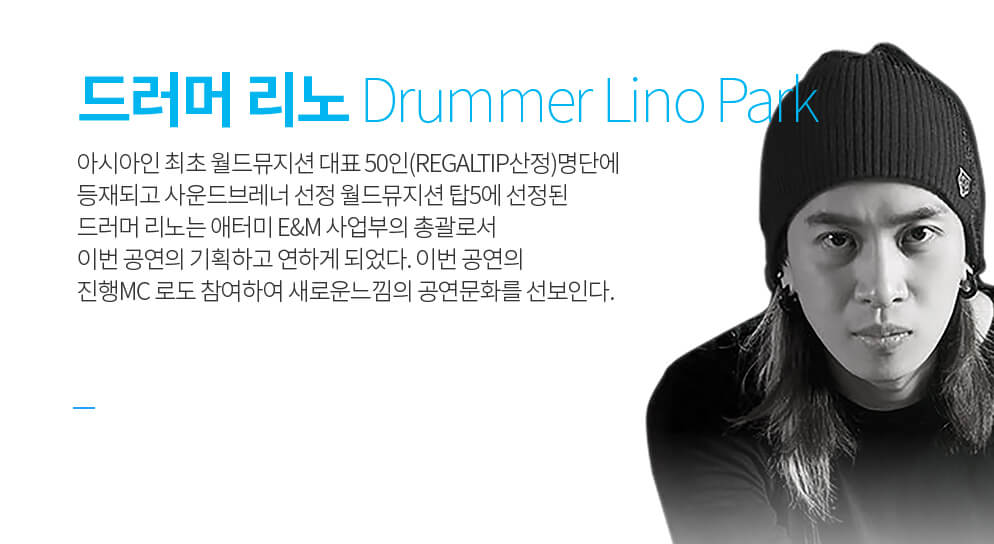 드러머 리노 Drummer Lino Park
아시아인 최초 월드뮤지션 대표 50인(REGALTIP산정)명단에
등재되고 사운드브레너 선정 월드뮤지션 탑5에 선정된
드러머 리노는 애터미 E&M 사업부의 총괄로서
이번 공연의 기획하고 연하게 되었다. 이번 공연의
진행MC 로도 참여하여 새로운느낌의 공연문화를 선보인다.